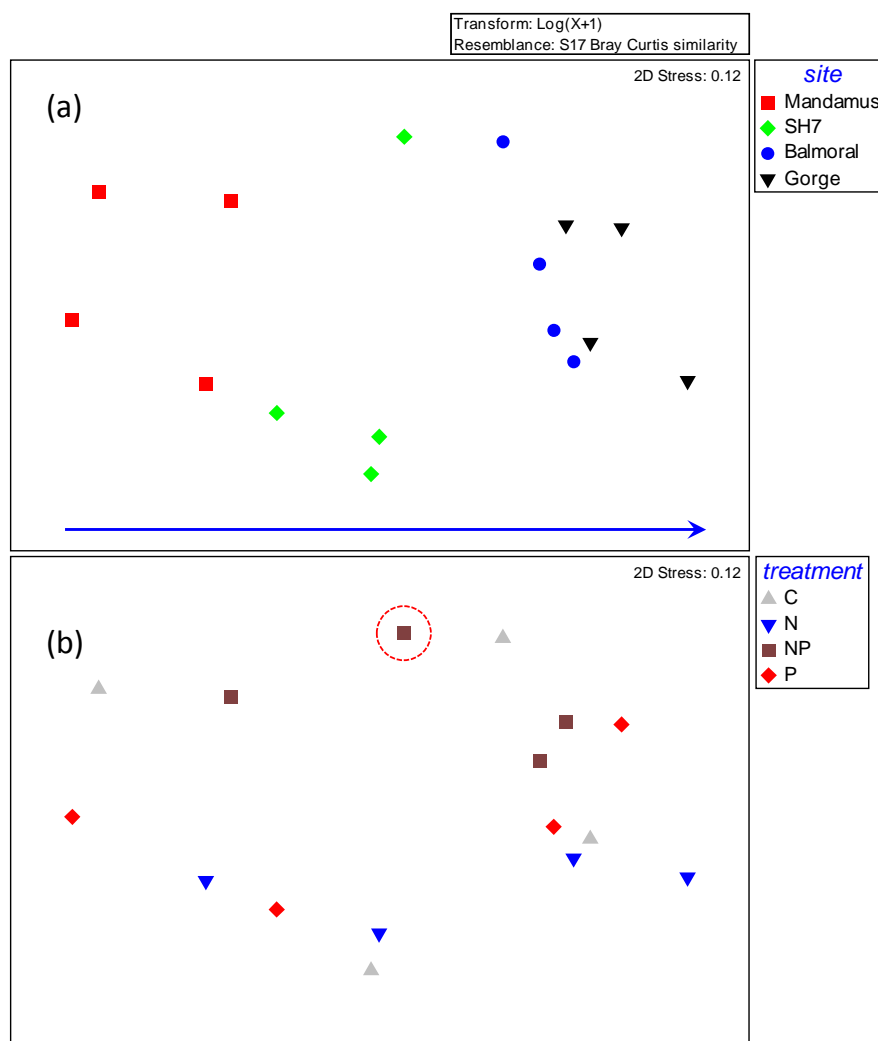 Transform: Log(X+1)
Resemblance: S17 Bray Curtis similarity
2D Stress: 0.12
(a)
site
Mandamus
SH7
Balmoral
Gorge
2D Stress: 0.12
(b)
treatment
C
N
NP
P